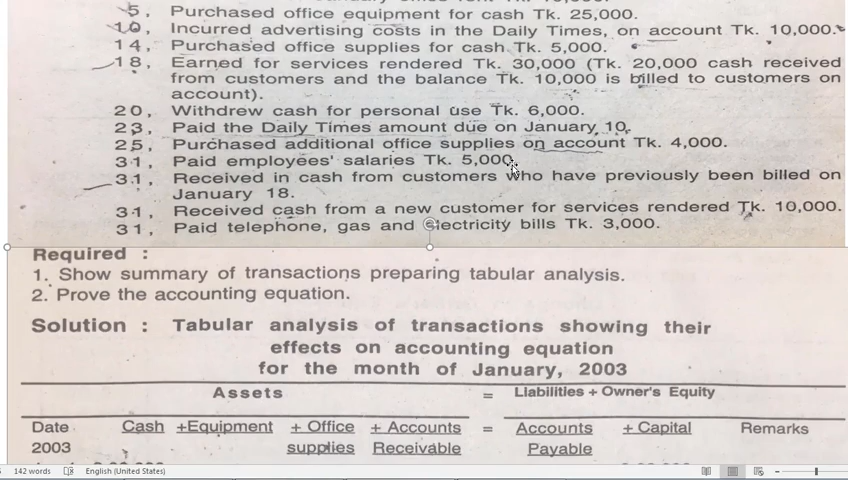 5, Purchased office equipment for cash Tk. 25,000.
10, Incurred advertising costs in the Daily Times, on account Tk. 10,000.
14, Purchased office supplies for cash Tk. 5,000.
18, Earned for services rendered Tk. 30,000 (Tk. 20,000 cash received
from customers and the balance Tk. 10,000 is billed to customers on
account).
20, Withdrew cash for personal use Tk. 6,000.
23, Paid the Daily Times amount due on January 10.
25, Purchased additional office supplies on account Tk. 4,000.
31, Paid employees' salaries Tk. 5,000.
31, Received in cash from customers who have previously been billed on
January 18.
31, Received cash from a new customer for services rendered Tk. 10,000.
31, Paid telephone, gas and electricity bills Tk. 3,000.
Required :
1. Show summary of transactions preparing tabular analysis.
2. Prove the accounting equation.
Solution : Tabular analysis of transactions showing their
effects on accounting equation
for the month of January, 2003
Assets = Liabilities + Owner's Equity
Date Cash +Equipment + Office + Accounts = Accounts + Capital Remarks
2003 supplies Receivable Payable
142 words English (United States)